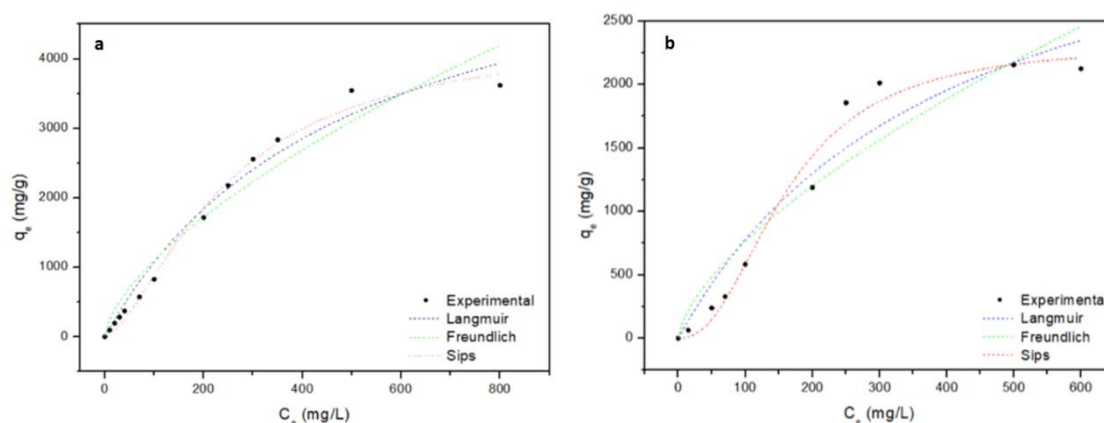 a
4000
3000
2000
1000
0
qe (mg/g)
Experimental
Langmuir
Freundlich
Sips
0 200 400 600 800
Ce (mg/L)
b
2500
2000
1500
1000
500
0
qe (mg/g)
Experimental
Langmuir
Freundlich
Sips
0 100 200 300 400 500 600
Ce (mg/L)